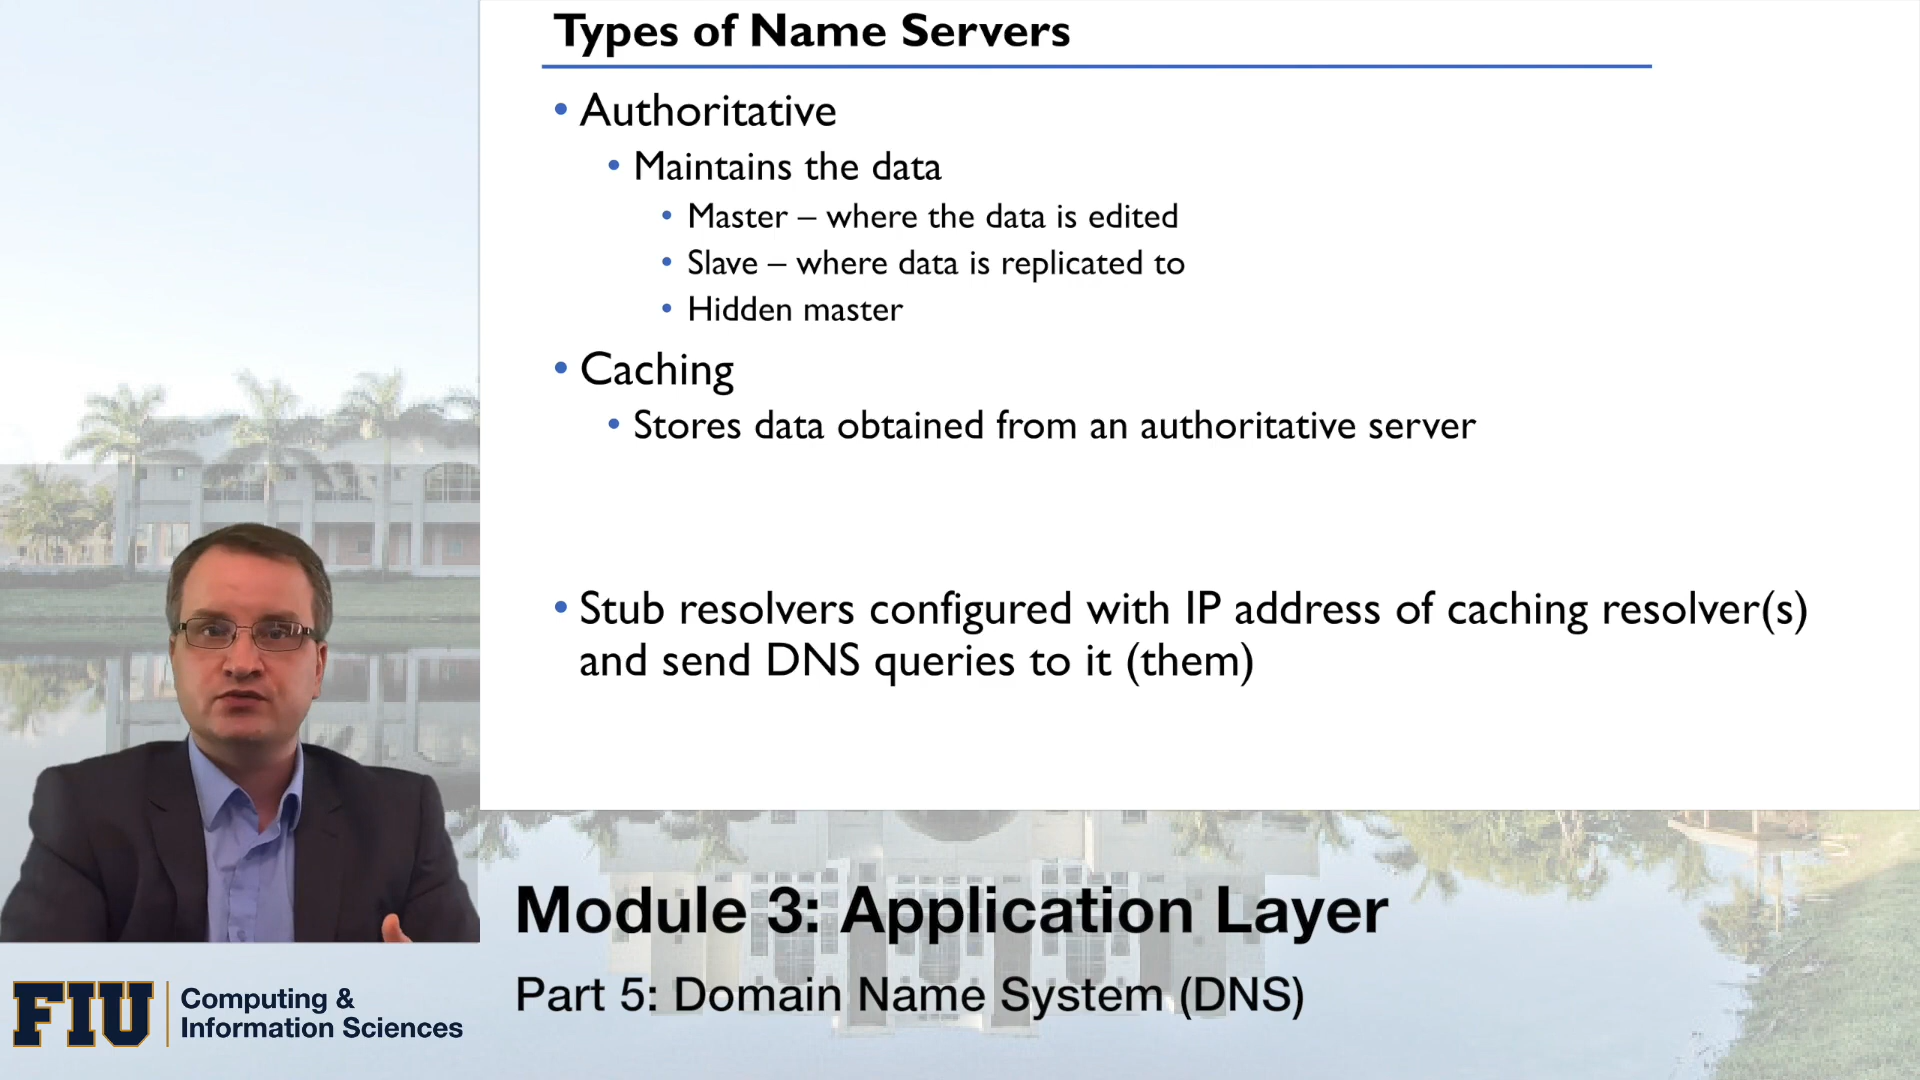 Types of Name Servers
• Authoritative
• Maintains the data
• Master – where the data is edited
• Slave – where data is replicated to
• Hidden master
• Caching
• Stores data obtained from an authoritative server
• Stub resolvers configured with IP address of caching resolver(s)
and send DNS queries to it (them)
Module 3: Application Layer
Part 5: Domain Name System (DNS)
FIU
Computing &
Information Sciences